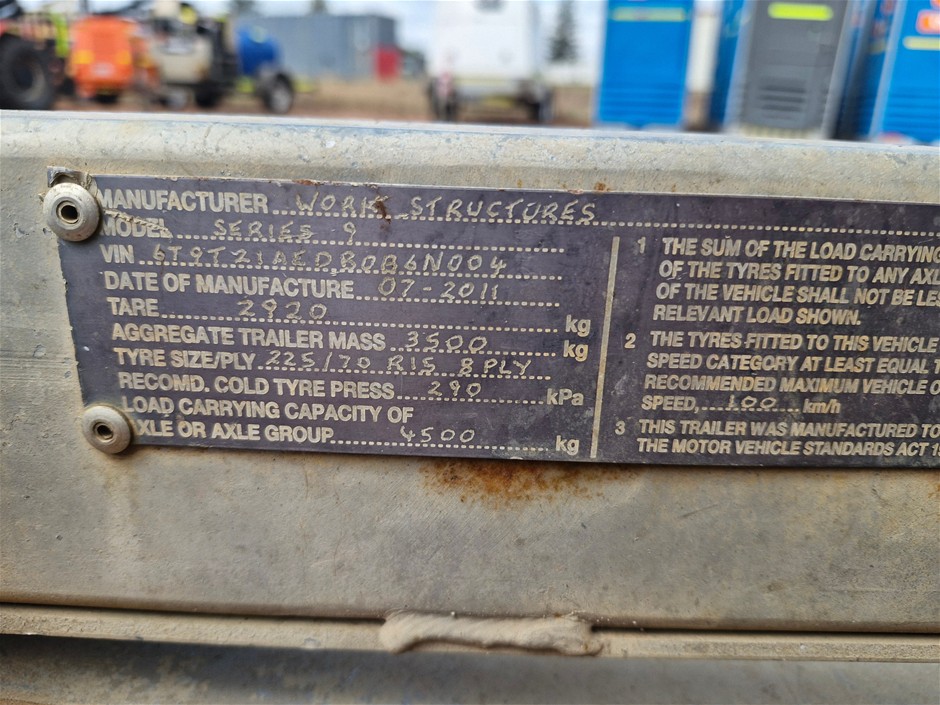 MANUFACTURER WORK STRUCTURES
MODEL SERIES 9
VIN 6T9T21AEDB0B6N004
DATE OF MANUFACTURE 07-2011
TARE 2920 kg
AGGREGATE TRAILER MASS 3500 kg
TYRE SIZE/PLY 225/70 R15 8 PLY
RECOMD. COLD TYRE PRESS 290 kPa
LOAD CARRYING CAPACITY OF
AXLE OR AXLE GROUP 4500 kg
1 THE SUM OF THE LOAD CARRYING
OF THE TYRES FITTED TO ANY AXL
OF THE VEHICLE SHALL NOT BE LES
RELEVANT LOAD SHOWN.
2 THE TYRES FITTED TO THIS VEHICLE
SPEED CATEGORY AT LEAST EQUAL T
RECOMMENDED MAXIMUM VEHICLE O
SPEED, 100 km/h
3 THIS TRAILER WAS MANUFACTURED TO
THE MOTOR VEHICLE STANDARDS ACT 1